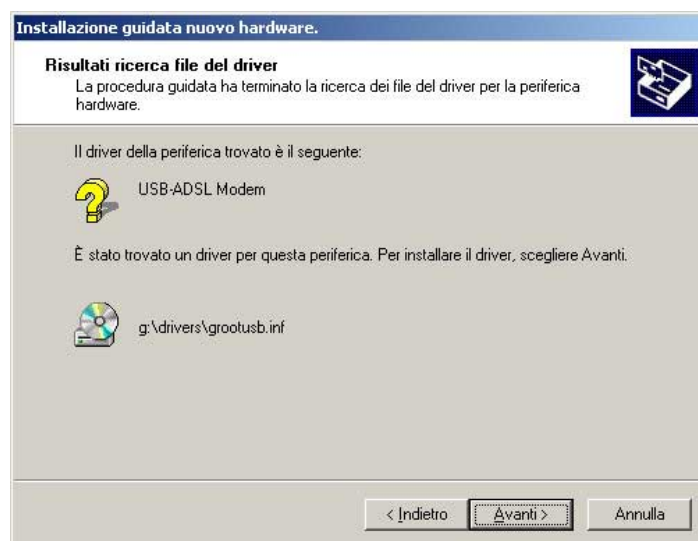 Installazione guidata nuovo hardware.
Risultati ricerca file del driver
La procedura guidata ha terminato la ricerca dei file del driver per la periferica
hardware.
Il driver della periferica trovato è il seguente:
USB-ADSL Modem
È stato trovato un driver per questa periferica. Per installare il driver, scegliere Avanti.
g:\drivers\grootusb.inf
< Indietro
Avanti >
Annulla